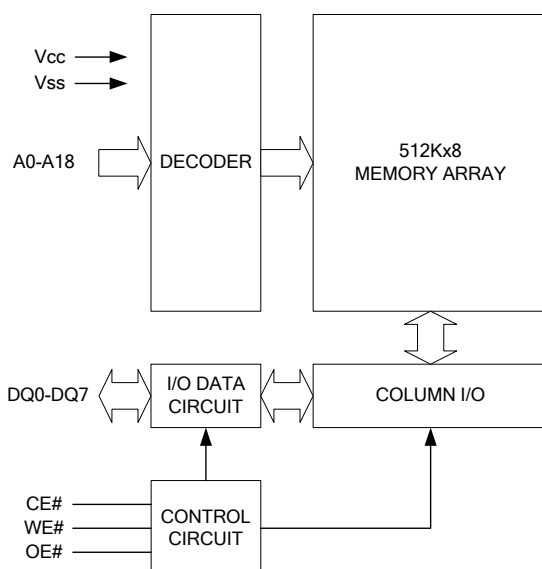 Vcc
Vss
A0-A18
DECODER
512Kx8
MEMORY ARRAY
DQ0-DQ7
I/O DATA
CIRCUIT
COLUMN I/O
CE#
WE#
OE#
CONTROL
CIRCUIT